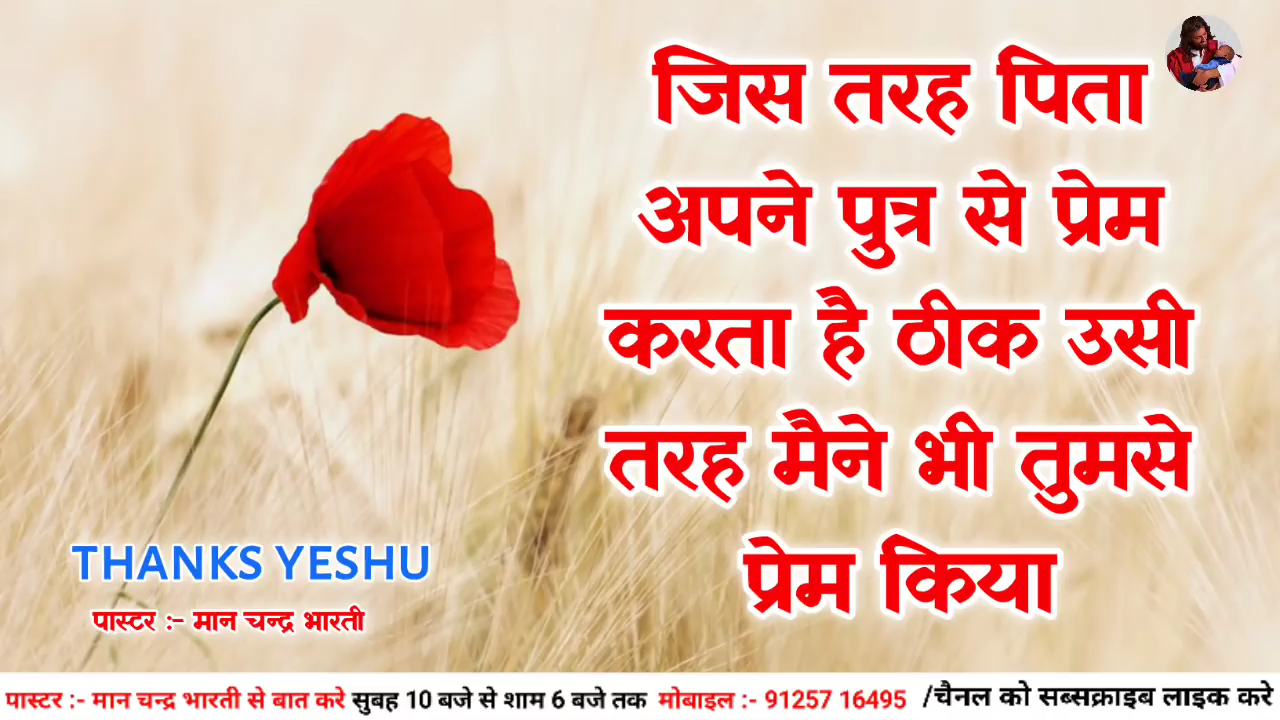 जिस तरह पिता
अपने पुत्र से प्रेम
करता है ठीक उसी
तरह मैने भी तुमसे
प्रेम किया
THANKS YESHU
पास्टर :- मान चन्द्र भारती
पास्टर :- मान चन्द्र भारती से बात करे सुबह 10 बजे से शाम 6 बजे तक मोबाइल :- 91257 16495 /चैनल को सब्सक्राइब लाइक करे